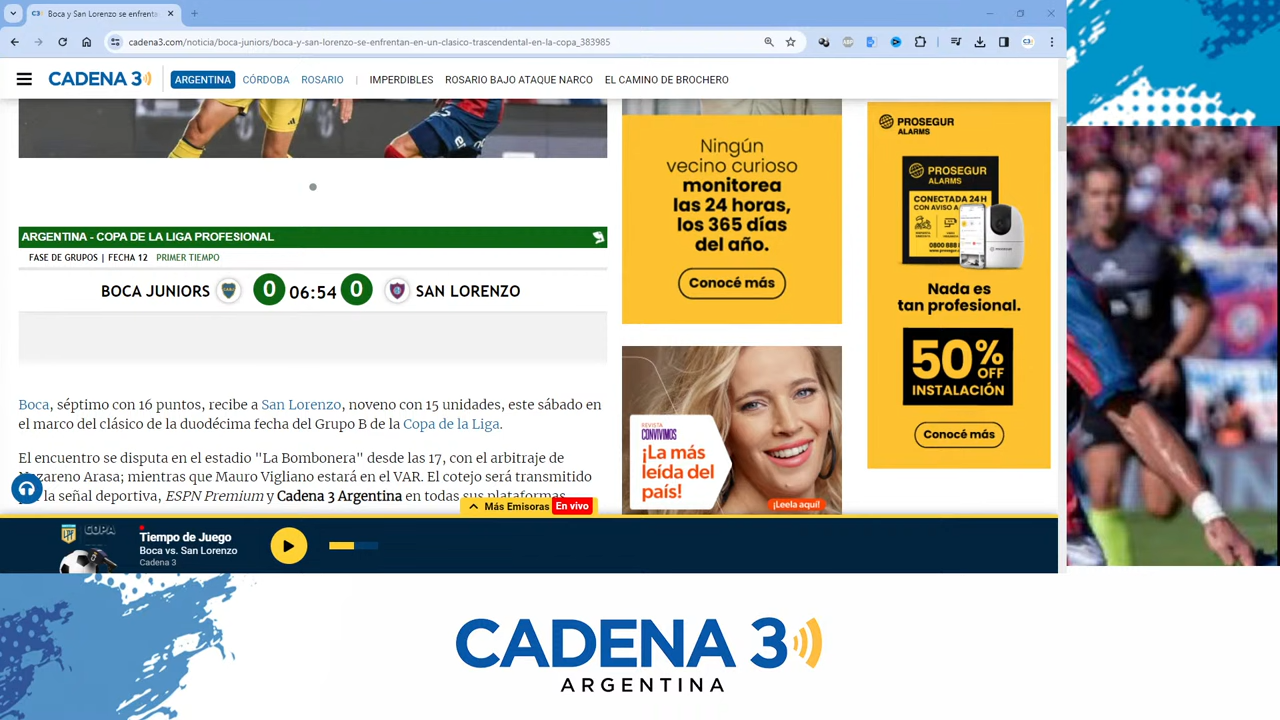 Boca y San Lorenzo se enfrenta
cadena3.com/noticia/boca-juniors/boca-y-san-lorenzo-se-enfrentan-en-un-clasico-trascendental-en-la-copa_383985
CADENA 3
ARGENTINA CÓRDOBA ROSARIO | IMPERDIBLES ROSARIO BAJO ATAQUE NARCO EL CAMINO DE BROCHERO
ARGENTINA - COPA DE LA LIGA PROFESIONAL
FASE DE GRUPOS | FECHA 12 PRIMER TIEMPO
BOCA JUNIORS 0 06:54 0 SAN LORENZO
Boca, séptimo con 16 puntos, recibe a San Lorenzo, noveno con 15 unidades, este sábado en
el marco del clásico de la duodécima fecha del Grupo B de la Copa de la Liga.
El encuentro se disputa en el estadio "La Bombonera" desde las 17, con el arbitraje de
Nazareno Arasa; mientras que Mauro Vigliano estará en el VAR. El cotejo será transmitido
la señal deportiva, ESPN Premium y Cadena 3 Argentina en todas sus plataformas
Ningún
vecino curioso
monitorea
las 24 horas,
los 365 días
del año.
Conocé más
REVISTA
CONVIVIMOS
¡La más
leída del
país!
¡Leela aquí!
PROSEGUR
ALARMS
PROSEGUR
ALARMS
CONECTADA 24 H
CON AVISO A
0800 888
Nada es
tan profesional.
50% OFF
INSTALACIÓN
Conocé más
Más Emisoras En vivo
LPF
COPA
Tiempo de Juego
Boca vs. San Lorenzo
Cadena 3
CADENA 3
ARGENTINA